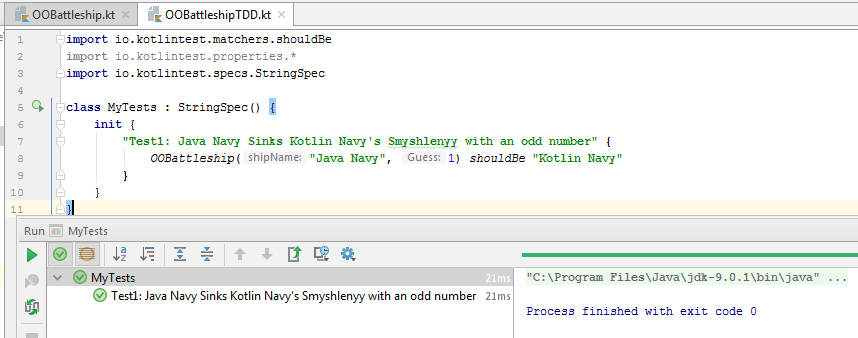 OOBattleship.kt OOBattleshipTDD.kt
1 import io.kotlintest.matchers.shouldBe
2 import io.kotlintest.properties.*
3 import io.kotlintest.specs.StringSpec
4
5 class MyTests : StringSpec() {
6 init {
7 "Test1: Java Navy Sinks Kotlin Navy's Smyshlenyy with an odd number" {
8 OOBattleship( shipName: "Java Navy", Guess: 1) shouldBe "Kotlin Navy"
9 }
10 }
11 }
Run MyTests
MyTests 21ms
Test1: Java Navy Sinks Kotlin Navy's Smyshlenyy with an odd number 21ms
"C:\Program Files\Java\jdk-9.0.1\bin\java" ...
Process finished with exit code 0